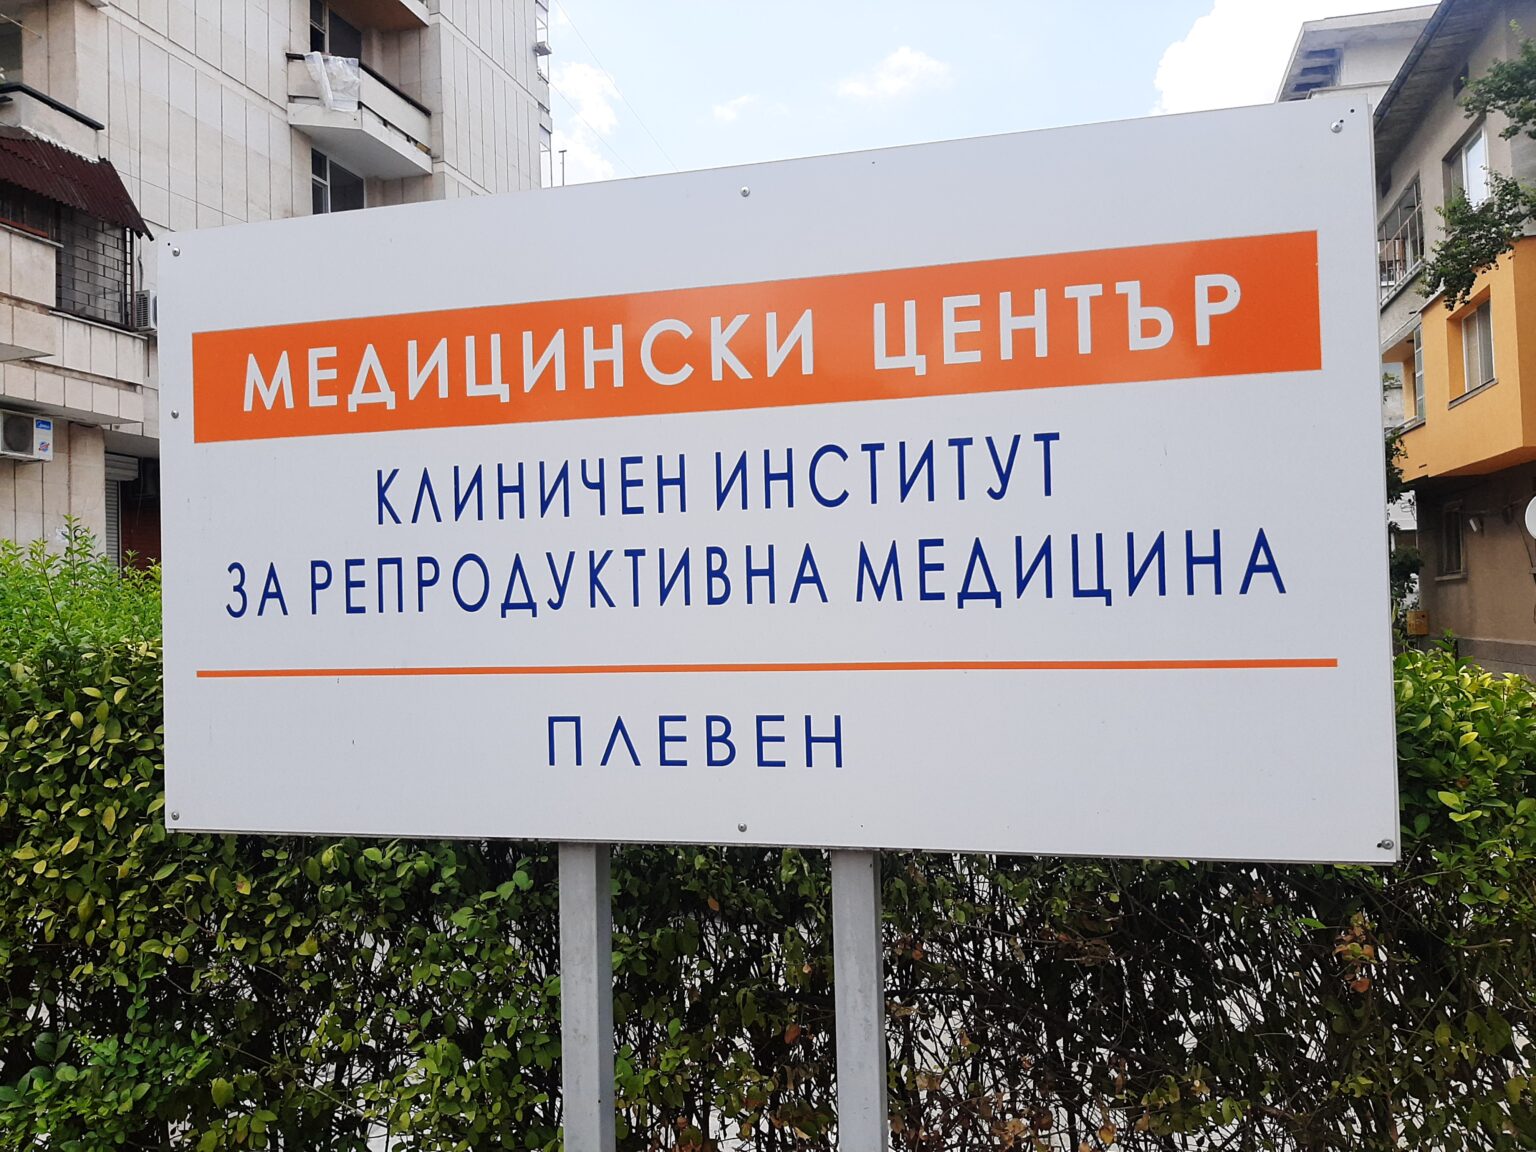 МЕДИЦИНСКИ ЦЕНТЪР
КЛИНИЧЕН ИНСТИТУТ
ЗА РЕПРОДУКТИВНА МЕДИЦИНА
ПЛЕВЕН